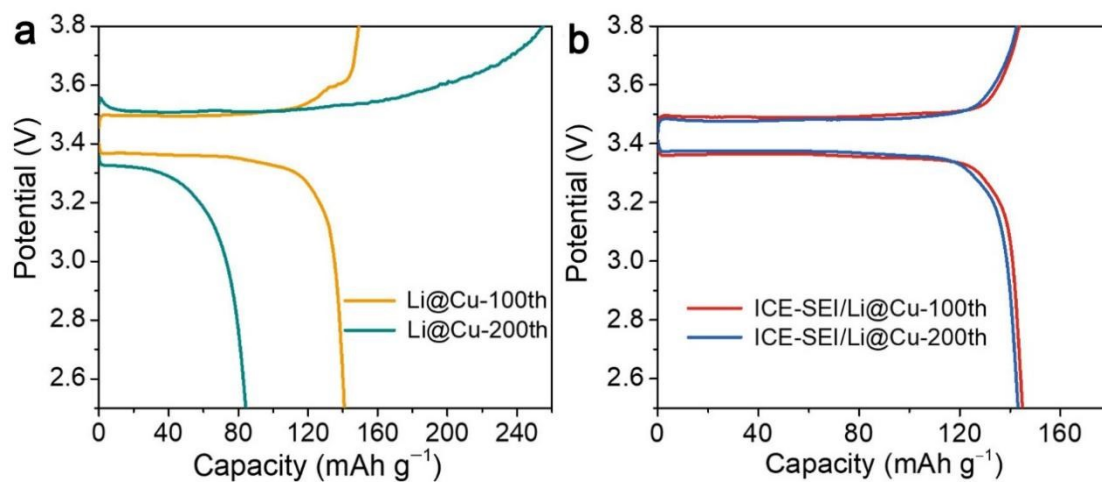 a
3.8
3.6
3.4
3.2
3.0
2.8
2.6
Potential (V)
Li@Cu-100th
Li@Cu-200th
0 40 80 120 160 200 240
Capacity (mAh g⁻¹)
b
3.8
3.6
3.4
3.2
3.0
2.8
2.6
Potential (V)
ICE-SEI/Li@Cu-100th
ICE-SEI/Li@Cu-200th
0 40 80 120 160
Capacity (mAh g⁻¹)